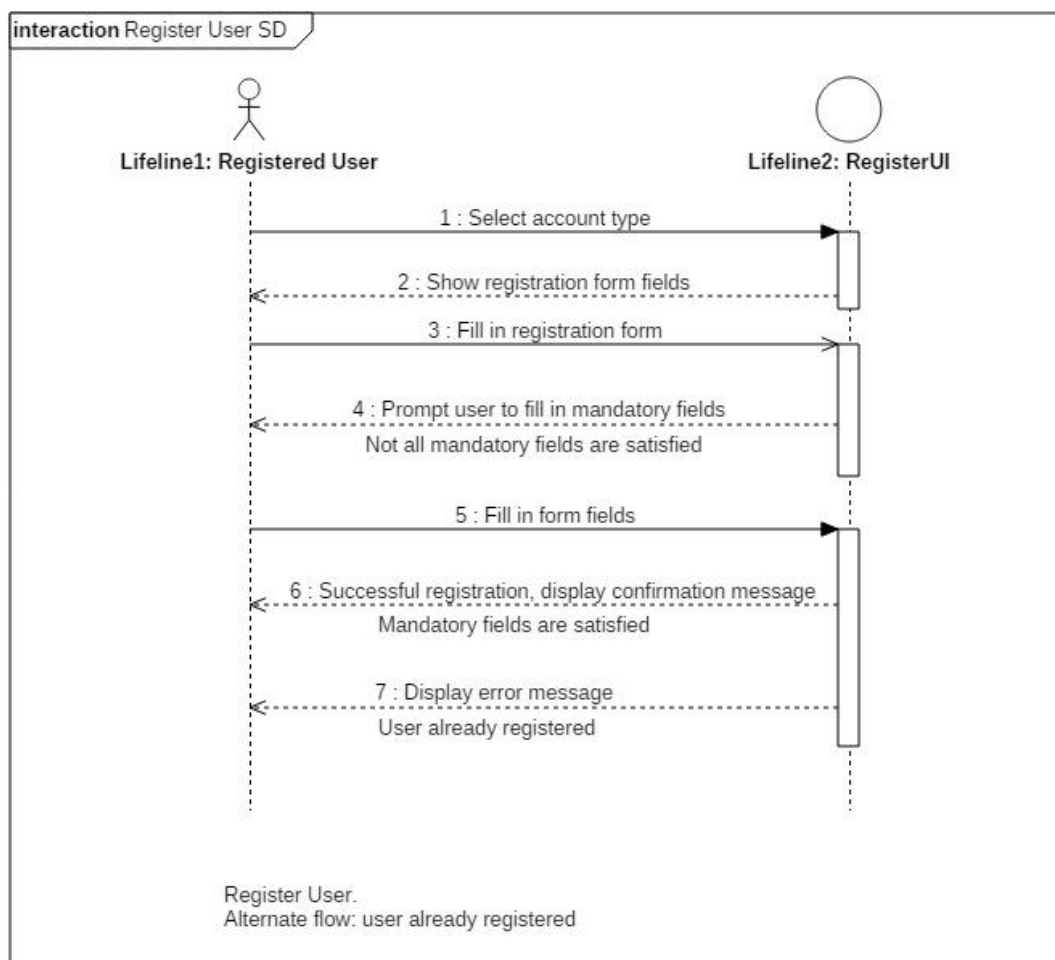 interaction Register User SD
Lifeline1: Registered User
Lifeline2: RegisterUI
1 : Select account type
2 : Show registration form fields
3 : Fill in registration form
4 : Prompt user to fill in mandatory fields
Not all mandatory fields are satisfied
5 : Fill in form fields
6 : Successful registration, display confirmation message
Mandatory fields are satisfied
7 : Display error message
User already registered
Register User.
Alternate flow: user already registered